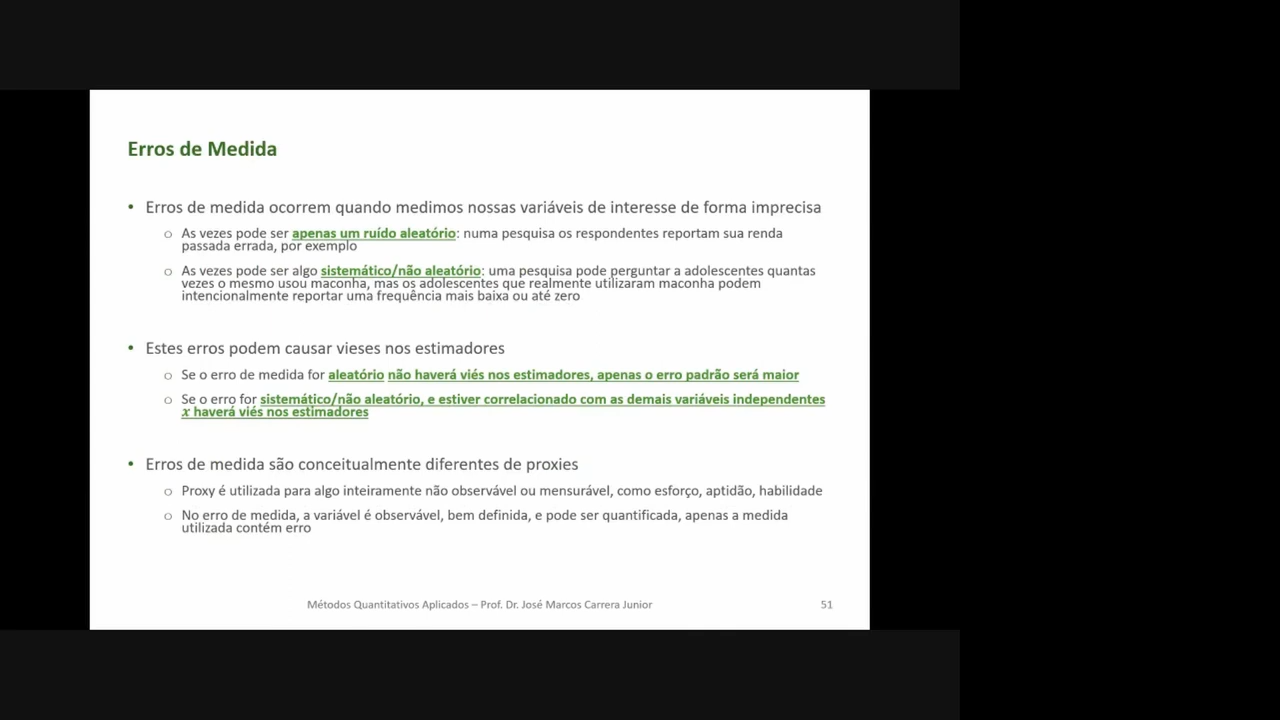 Erros de Medida
• Erros de medida ocorrem quando medimos nossas variáveis de interesse de forma imprecisa
o As vezes pode ser apenas um ruído aleatório: numa pesquisa os respondentes reportam sua renda
passada errada, por exemplo
o As vezes pode ser algo sistemático/não aleatório: uma pesquisa pode perguntar a adolescentes quantas
vezes o mesmo usou maconha, mas os adolescentes que realmente utilizaram maconha podem
intencionalmente reportar uma frequência mais baixa ou até zero
• Estes erros podem causar vieses nos estimadores
o Se o erro de medida for aleatório não haverá viés nos estimadores, apenas o erro padrão será maior
o Se o erro for sistemático/não aleatório, e estiver correlacionado com as demais variáveis independentes
x haverá viés nos estimadores
• Erros de medida são conceitualmente diferentes de proxies
o Proxy é utilizada para algo inteiramente não observável ou mensurável, como esforço, aptidão, habilidade
o No erro de medida, a variável é observável, bem definida, e pode ser quantificada, apenas a medida
utilizada contém erro
Métodos Quantitativos Aplicados – Prof. Dr. José Marcos Carrera Junior
51